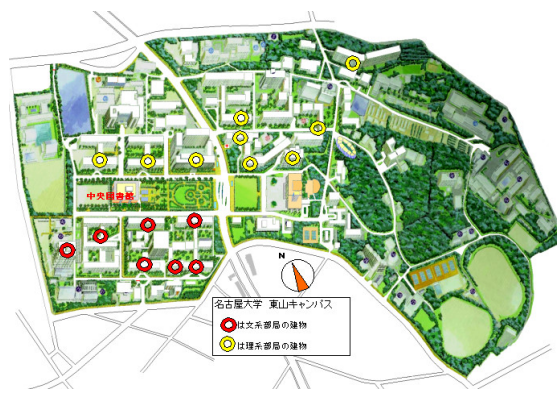 中央図書館
N
名古屋大学 東山キャンパス
は文系部局の建物
は理系部局の建物